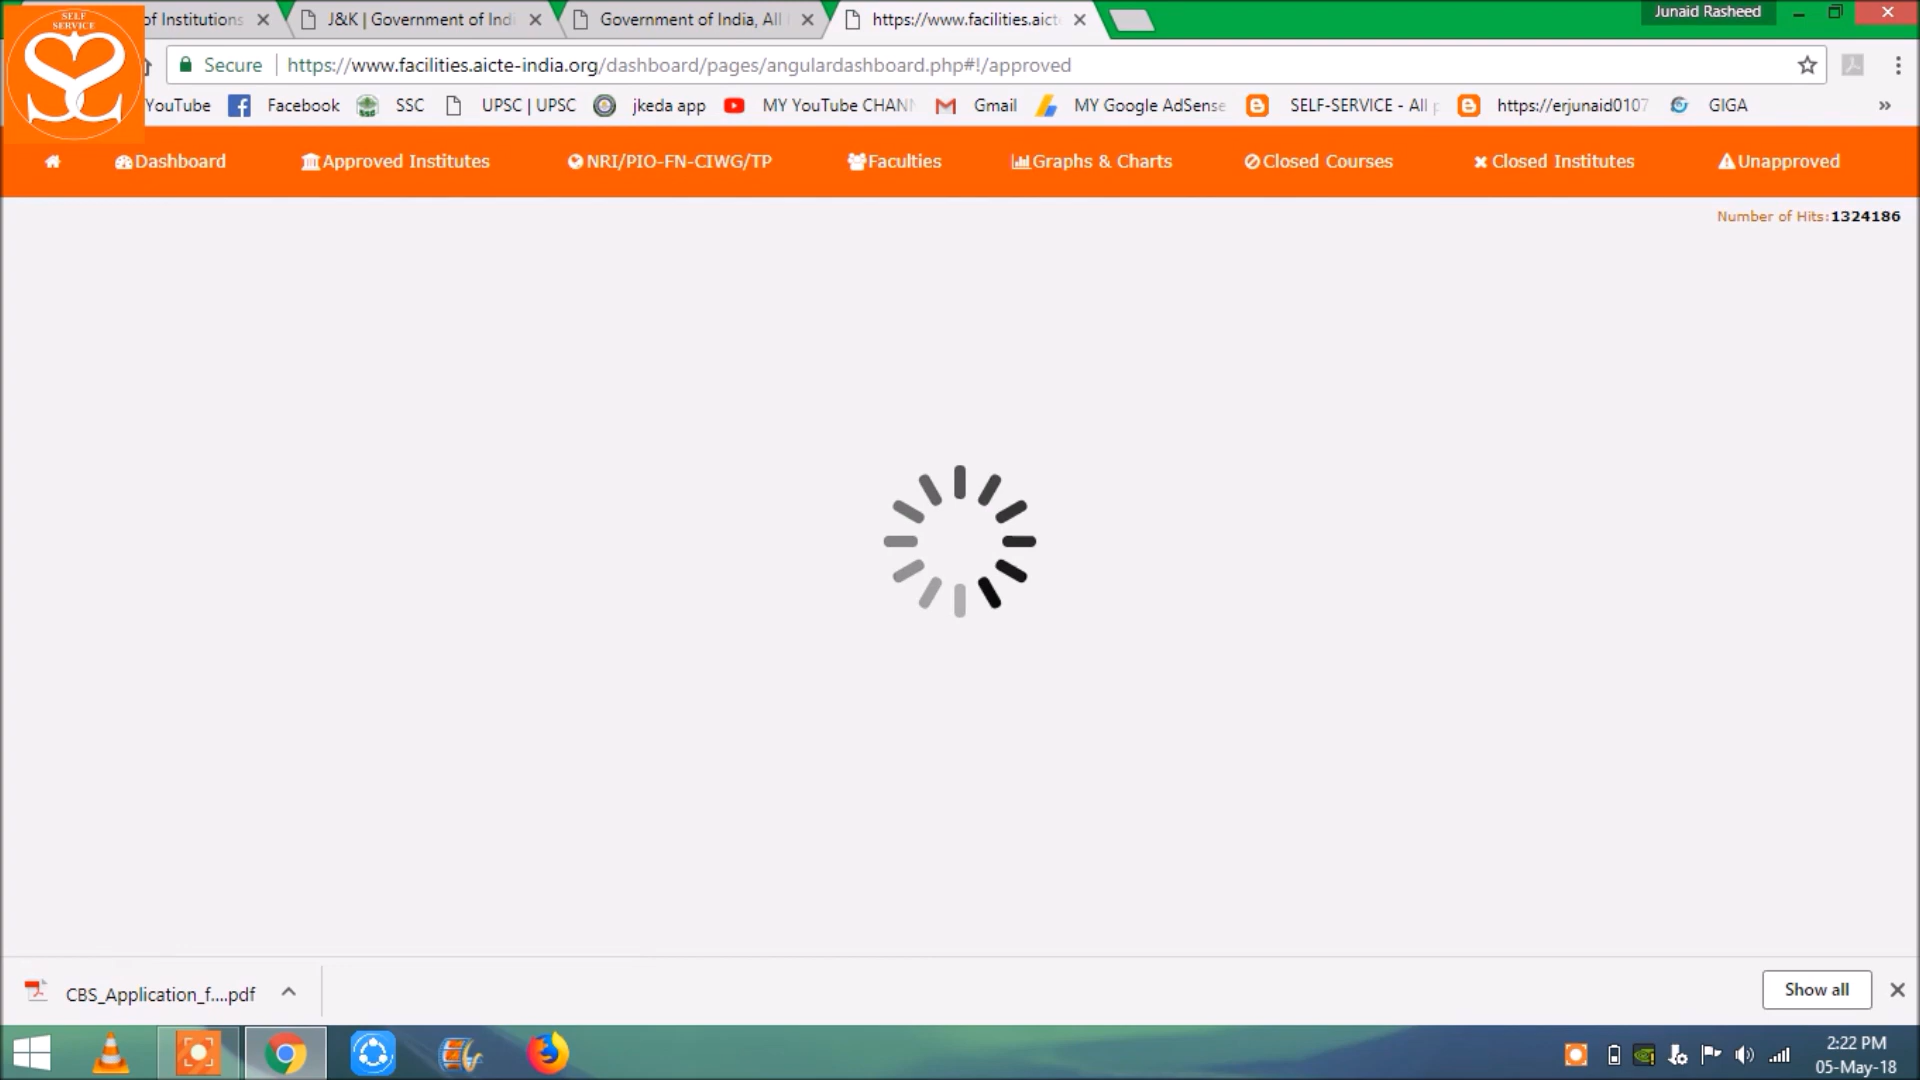 SELF
SERVICE
of Institutions
J&K | Government of Indi
Government of India, All I
https://www.facilities.aicte
Junaid Rasheed
Secure
https://www.facilities.aicte-india.org/dashboard/pages/angulardashboard.php#!/approved
YouTube
Facebook
SSC
UPSC | UPSC
jkeda app
MY YouTube CHANN
Gmail
MY Google AdSense
SELF-SERVICE - All p
https://erjunaid0107
GIGA
»
Dashboard
Approved Institutes
NRI/PIO-FN-CIWG/TP
Faculties
Graphs & Charts
Closed Courses
Closed Institutes
Unapproved
Number of Hits:1324186
CBS_Application_f....pdf
Show all
2:22 PM
05-May-18